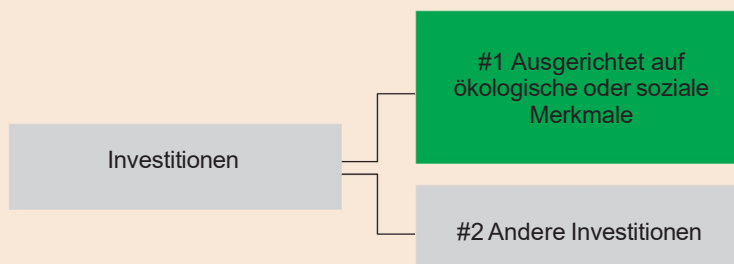 #1 Ausgerichtet auf
ökologische oder soziale
Merkmale
Investitionen
#2 Andere Investitionen